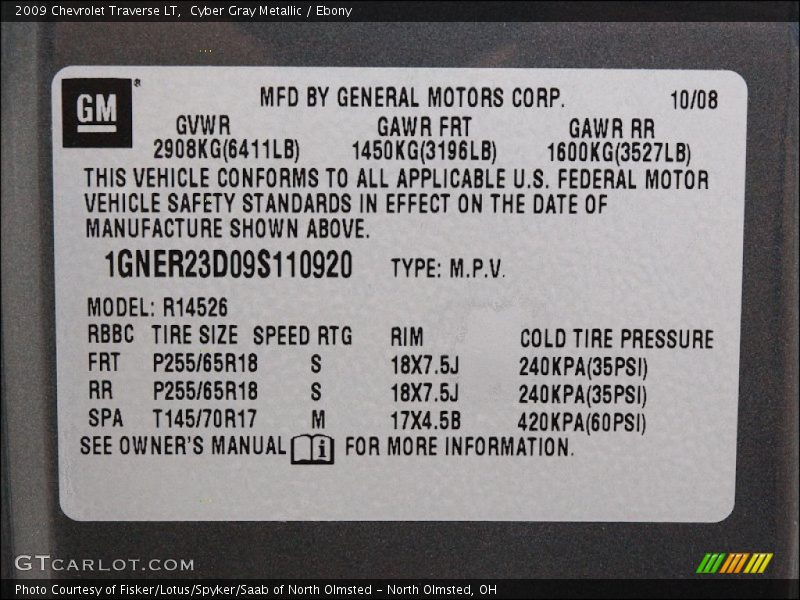 2009 Chevrolet Traverse LT, Cyber Gray Metallic / Ebony
GM®
MFD BY GENERAL MOTORS CORP. 10/08
GVWR GAWR FRT GAWR RR
2908KG(6411LB) 1450KG(3196LB) 1600KG(3527LB)
THIS VEHICLE CONFORMS TO ALL APPLICABLE U.S. FEDERAL MOTOR
VEHICLE SAFETY STANDARDS IN EFFECT ON THE DATE OF
MANUFACTURE SHOWN ABOVE.
1GNER23D09S110920 TYPE: M.P.V.
MODEL: R14526
RBBC TIRE SIZE SPEED RTG RIM COLD TIRE PRESSURE
FRT P255/65R18 S 18X7.5J 240KPA(35PSI)
RR P255/65R18 S 18X7.5J 240KPA(35PSI)
SPA T145/70R17 M 17X4.5B 420KPA(60PSI)
SEE OWNER'S MANUAL i FOR MORE INFORMATION.
GTCARLOT.COM
Photo Courtesy of Fisker/Lotus/Spyker/Saab of North Olmsted - North Olmsted, OH